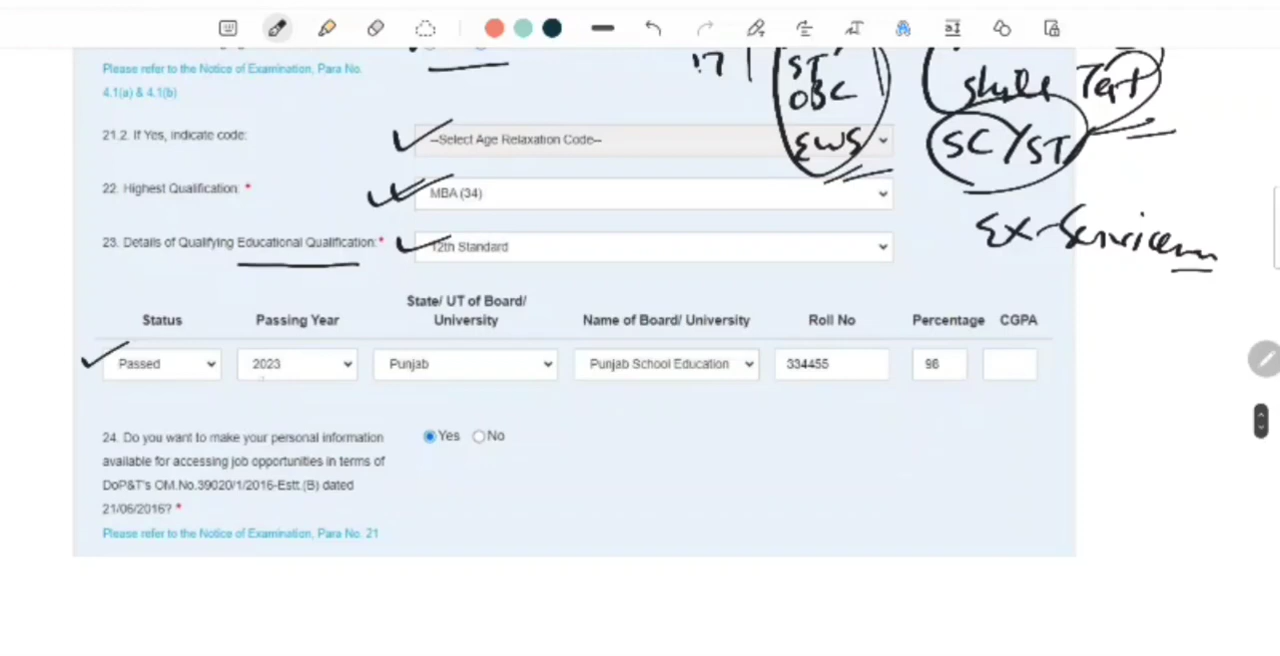 Please refer to the Notice of Examination, Para No.
4.1(a) & 4.1(b)
17
ST
OBC
EWS
Skill Test
SC/ST
Ex-Servicemen
21.2. If Yes, indicate code:
--Select Age Relaxation Code--
22. Highest Qualification: *
MBA (34)
23. Details of Qualifying Educational Qualification:*
12th Standard
Status Passing Year State/ UT of Board/ University Name of Board/ University Roll No Percentage CGPA
Passed 2023 Punjab Punjab School Education 334455 96
24. Do you want to make your personal information
Yes No
available for accessing job opportunities in terms of
DoP&T's OM.No.39020/1/2016-Estt.(B) dated
21/06/2016? *
Please refer to the Notice of Examination, Para No. 21